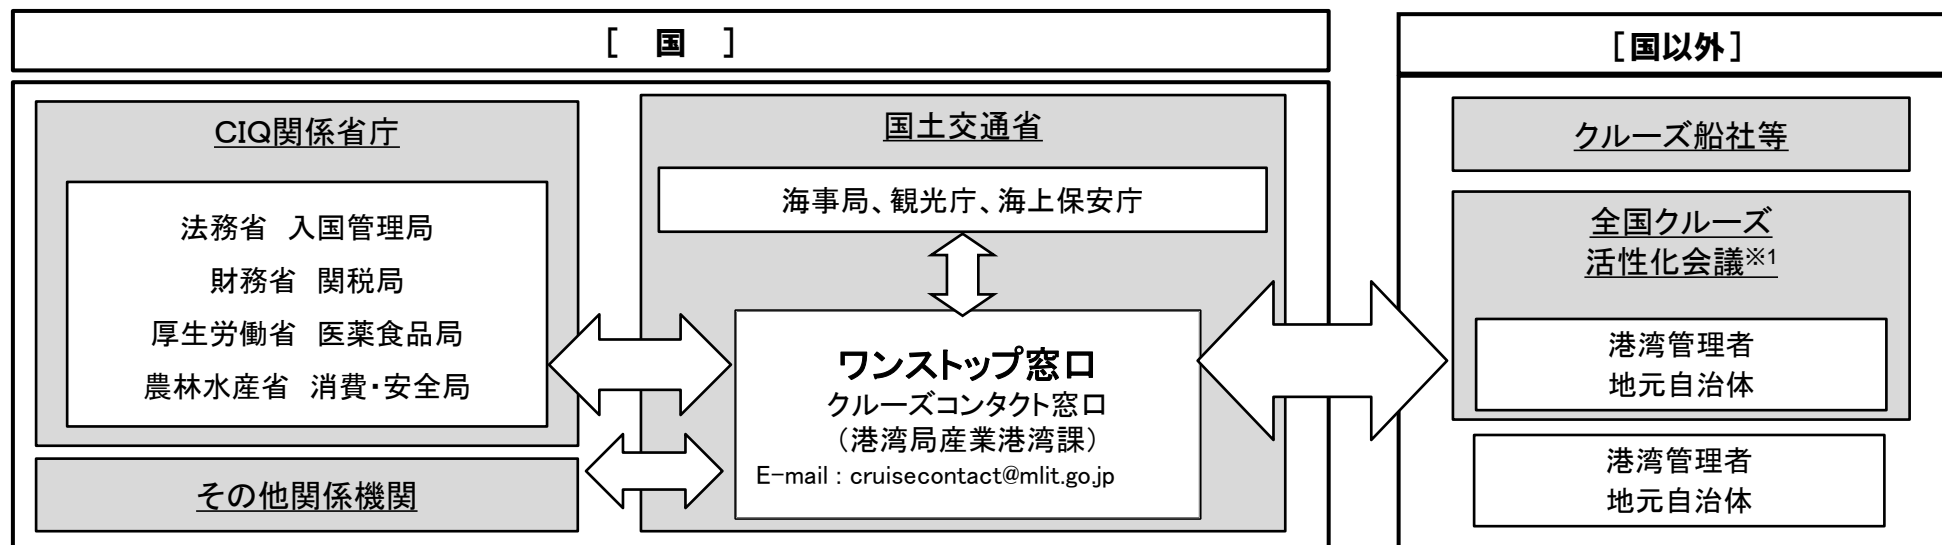 ［　国　］
［国以外］
CIQ関係省庁
法務省　入国管理局
財務省　関税局
厚生労働省　医薬食品局
農林水産省　消費・安全局
その他関係機関
国土交通省
海事局、観光庁、海上保安庁
ワンストップ窓口
クルーズコンタクト窓口
（港湾局産業港湾課）
E-mail : cruisecontact@mlit.go.jp
クルーズ船社等
全国クルーズ
活性化会議※1
港湾管理者
地元自治体
港湾管理者
地元自治体